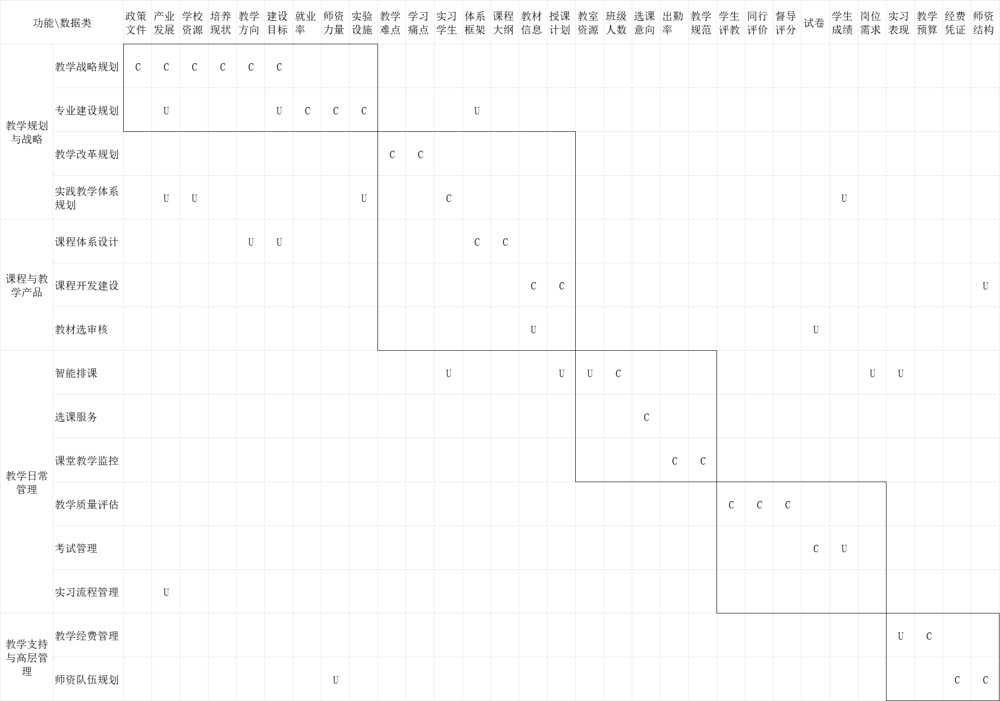 功能\数据类
政策
文件
产业
发展
学校
资源
培养
现状
教学
方向
建设
目标
就业
率
师资
力量
实验
设施
教学
难点
学习
痛点
实习
学生
体系
框架
课程
大纲
教材
信息
授课
计划
教室
资源
班级
人数
选课
意向
出勤
率
教学
规范
学生
评教
同行
评价
督导
评分
试卷
学生
成绩
岗位
需求
实习
表现
教学
预算
经费
凭证
师资
结构
教学规划
与战略
教学战略规划 C C C C C C
专业建设规划 U U C C C U
教学改革规划 C C
实践教学体系
规划
U U U C U
课程与教
学产品
课程体系设计 U U C C
课程开发建设 C C U
教材选审核 U U
教学日常
管理
智能排课 U U U C U U
选课服务 C
课堂教学监控 C C
教学质量评估 C C C
考试管理 C U
实习流程管理 U
教学支持
与高层管
理
教学经费管理 U C
师资队伍规划 U C C